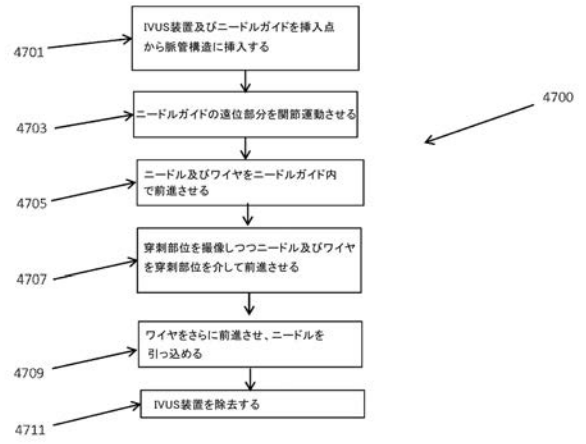 4701
IVUS装置及びニードルガイドを挿入点
から脈管構造に挿入する
4700
4703
ニードルガイドの遠位部分を関節運動させる
4705
ニードル及びワイヤをニードルガイド内
で前進させる
4707
穿刺部位を撮像しつつニードル及びワイヤ
を穿刺部位を介して前進させる
4709
ワイヤをさらに前進させ、ニードルを
引っ込める
4711
IVUS装置を除去する